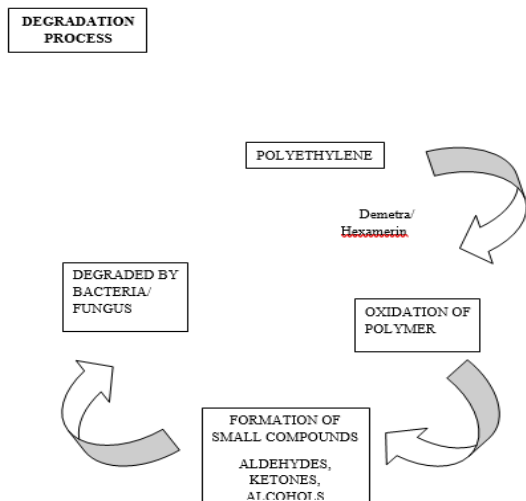 DEGRADATION
PROCESS
POLYETHYLENE
Demetra/
Hexamerin
DEGRADED BY
BACTERIA/
FUNGUS
OXIDATION OF
POLYMER
FORMATION OF
SMALL COMPOUNDS
ALDEHYDES,
KETONES,
ALCOHOLS